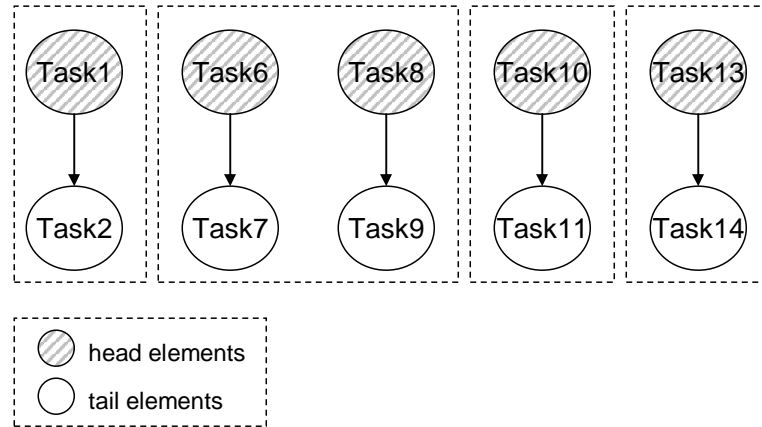 Task1 Task6 Task8 Task10 Task13
Task2 Task7 Task9 Task11 Task14
head elements
tail elements